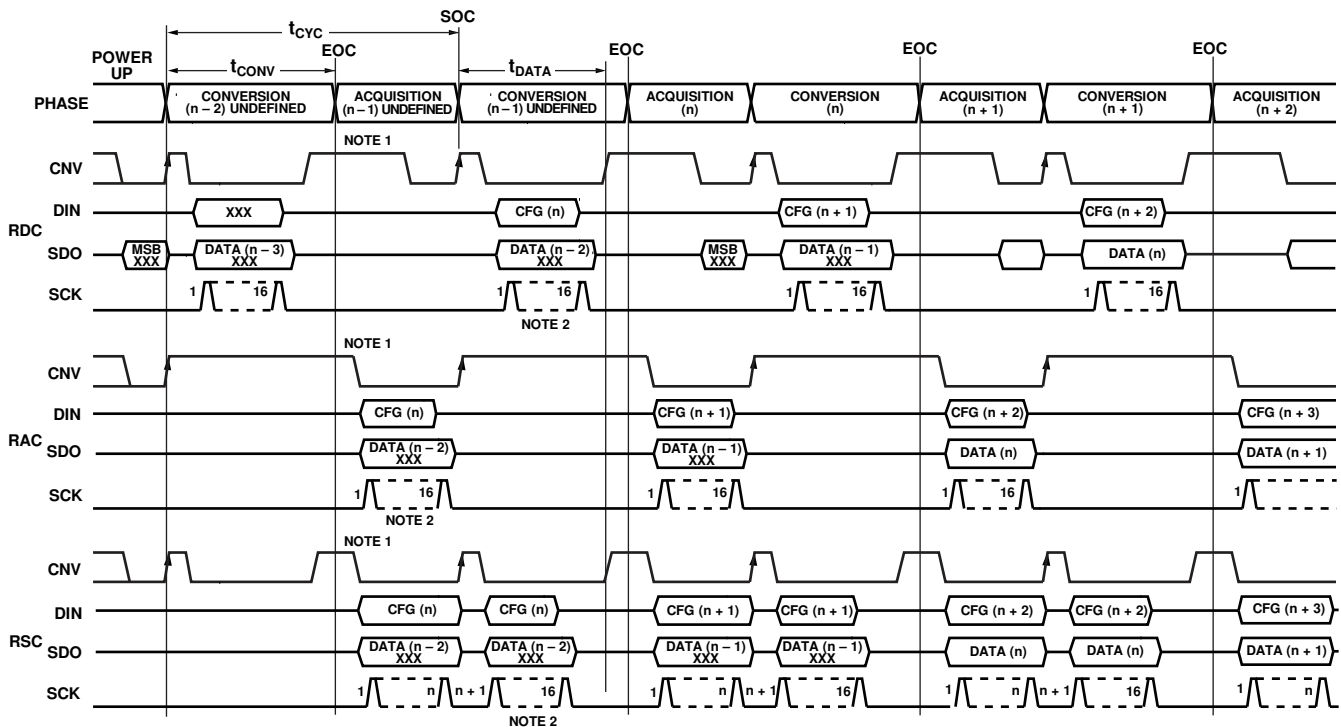 SOC
tCYC
EOC EOC EOC EOC
POWER UP
tCONV
tDATA
PHASE
CONVERSION (n – 2) UNDEFINED
ACQUISITION (n – 1) UNDEFINED
CONVERSION (n – 1) UNDEFINED
ACQUISITION (n)
CONVERSION (n)
ACQUISITION (n + 1)
CONVERSION (n + 1)
ACQUISITION (n + 2)
NOTE 1
CNV
RDC
DIN
XXX
CFG (n)
CFG (n + 1)
CFG (n + 2)
SDO
MSB XXX
DATA (n – 3) XXX
DATA (n – 2) XXX
MSB XXX
DATA (n – 1) XXX
DATA (n)
SCK
1 16 1 16 1 16 1 16
NOTE 2
NOTE 1
CNV
RAC
DIN
CFG (n)
CFG (n + 1)
CFG (n + 2)
CFG (n + 3)
SDO
DATA (n – 2) XXX
DATA (n – 1) XXX
DATA (n)
DATA (n + 1)
SCK
1 16 1 16 1 16 1
NOTE 2
NOTE 1
CNV
RSC
DIN
CFG (n)
CFG (n)
CFG (n + 1)
CFG (n + 1)
CFG (n + 2)
CFG (n + 2)
CFG (n + 3)
SDO
DATA (n – 2) XXX
DATA (n – 2) XXX
DATA (n – 1) XXX
DATA (n – 1) XXX
DATA (n)
DATA (n)
DATA (n + 1)
SCK
1 n n + 1 16 1 n n + 1 16 1 n n + 1 16 1 n
NOTE 2